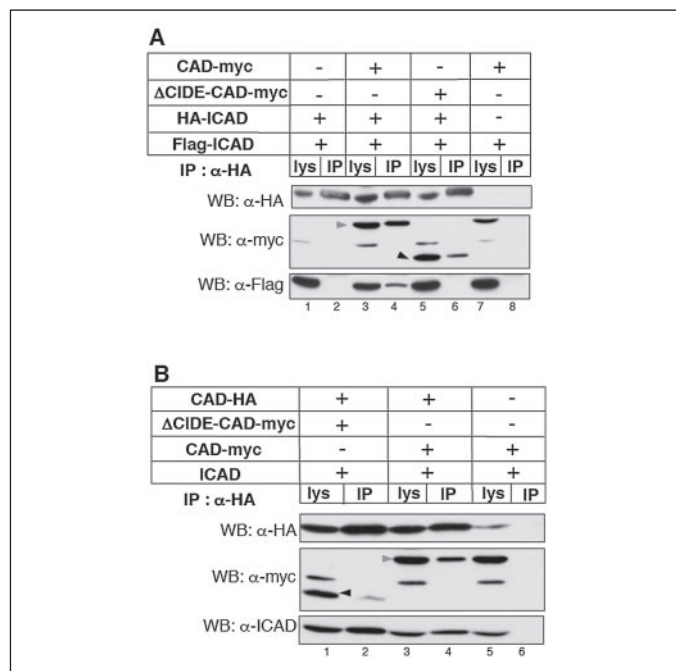 A
CAD-myc - + - +
ΔCIDE-CAD-myc - - + -
HA-ICAD + + + -
Flag-ICAD + + + +
IP : α-HA lys IP lys IP lys IP lys IP
WB: α-HA
WB: α-myc
WB: α-Flag
1 2 3 4 5 6 7 8
B
CAD-HA + + -
ΔCIDE-CAD-myc + - -
CAD-myc - + +
ICAD + + +
IP : α-HA lys IP lys IP lys IP
WB: α-HA
WB: α-myc
WB: α-ICAD
1 2 3 4 5 6